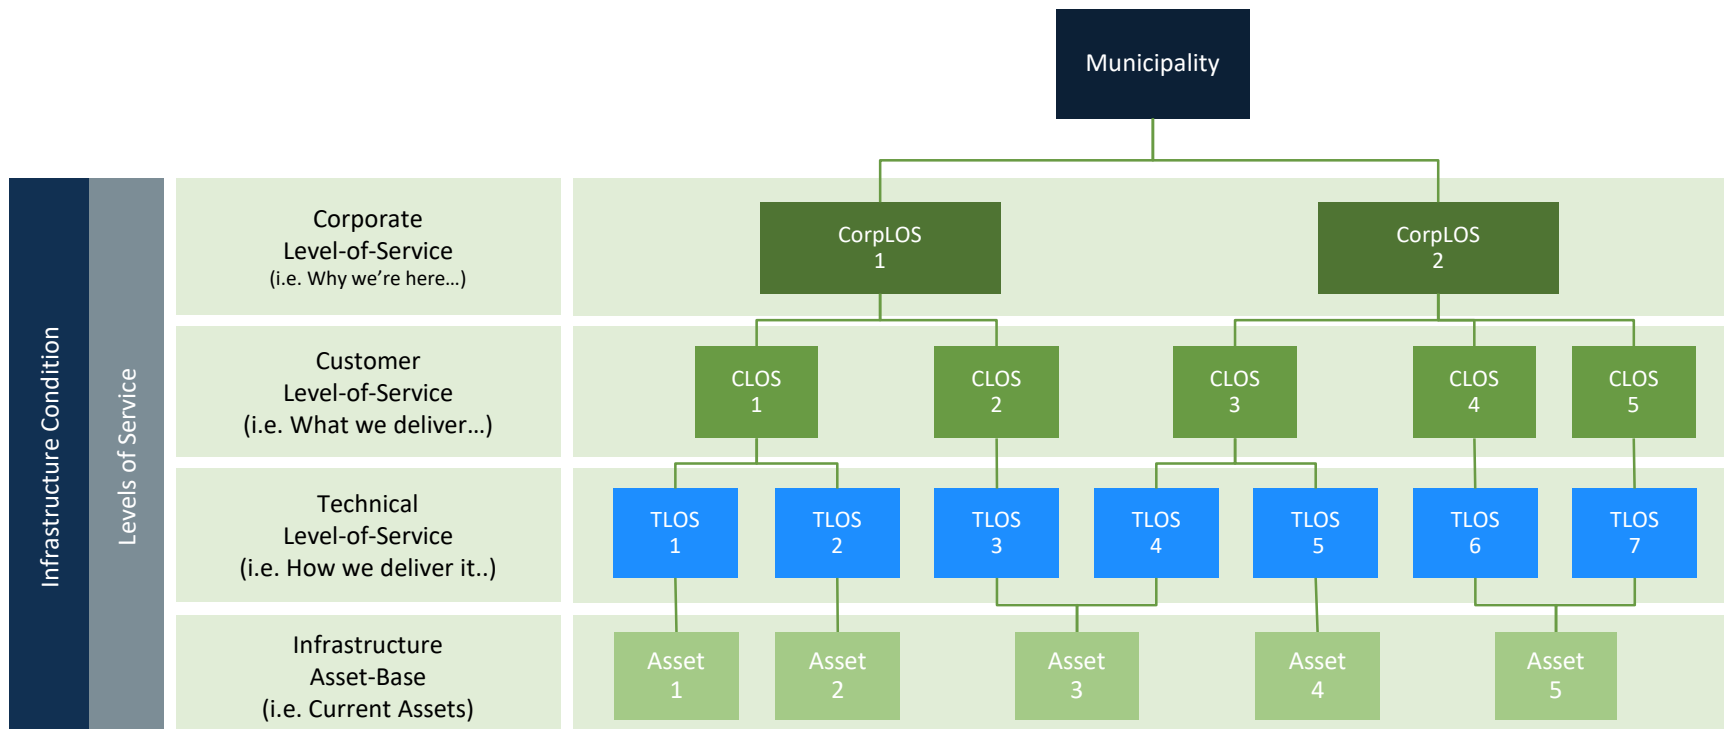 Municipality
Infrastructure Condition
Levels of Service
Corporate
Level-of-Service
(i.e. Why we’re here…)
CorpLOS
1
CorpLOS
2
Customer
Level-of-Service
(i.e. What we deliver…)
CLOS
1
CLOS
2
CLOS
3
CLOS
4
CLOS
5
Technical
Level-of-Service
(i.e. How we deliver it..)
TLOS
1
TLOS
2
TLOS
3
TLOS
4
TLOS
5
TLOS
6
TLOS
7
Infrastructure
Asset-Base
(i.e. Current Assets)
Asset
1
Asset
2
Asset
3
Asset
4
Asset
5